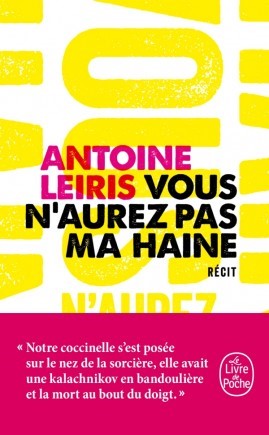 ANTOINE
LEIRIS VOUS
N'AUREZ PAS
MA HAINE
RÉCIT
N'AUREZ
« Notre coccinelle s'est posée
sur le nez de la sorcière, elle avait
une kalachnikov en bandoulière
et la mort au bout du doigt. »
Le
Livre
de
Poche